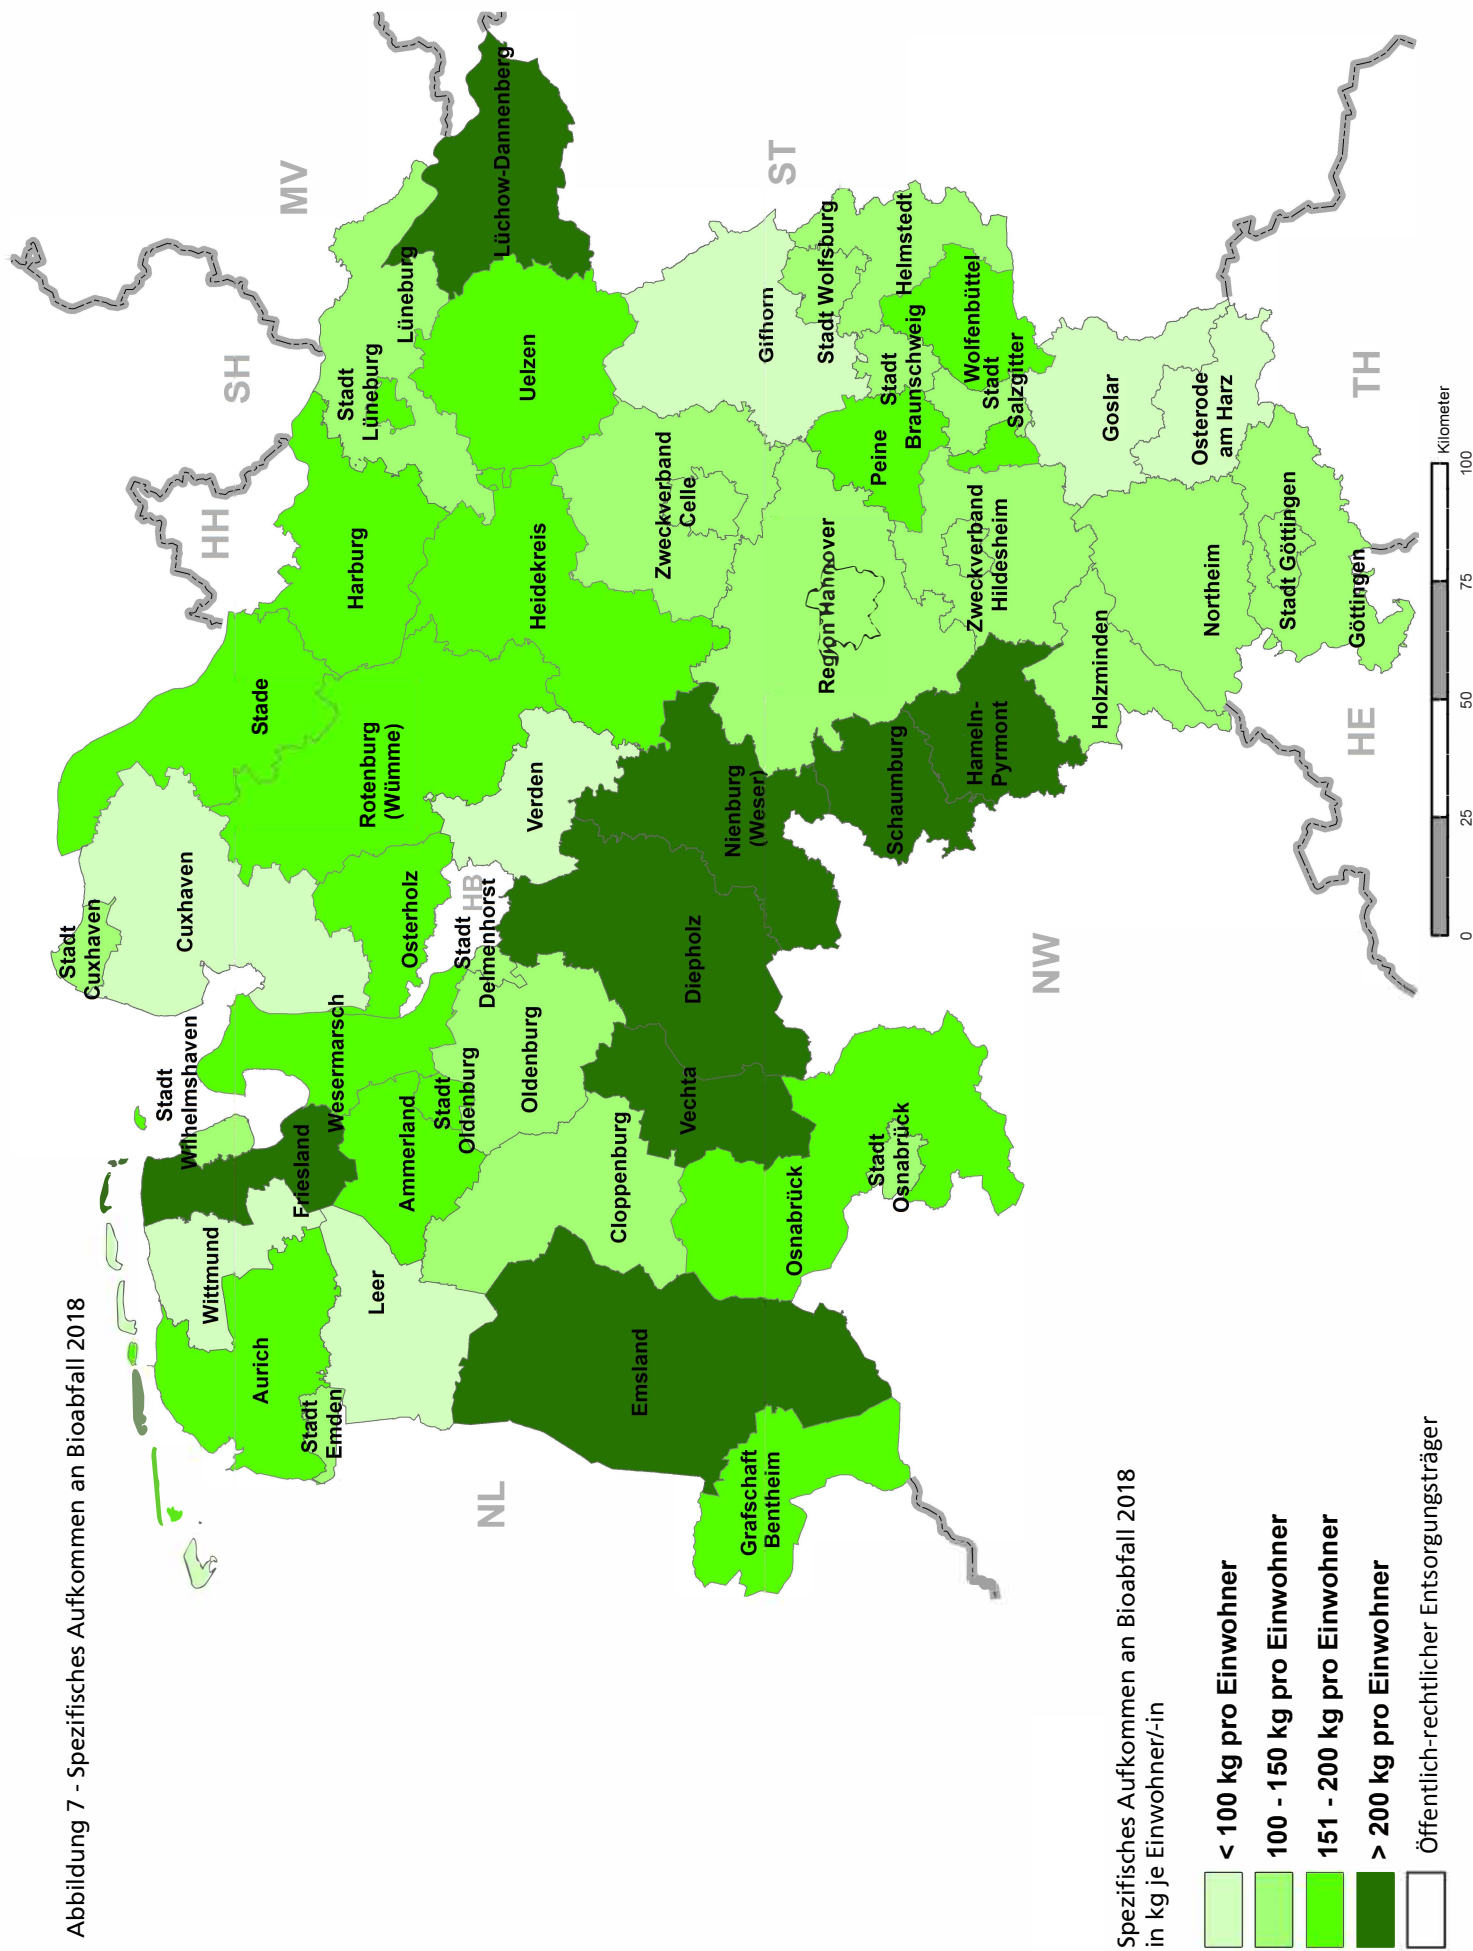 Abbildung 7 - Spezifisches Aufkommen an Bioabfall 2018
MV
SH
HH
ST
HB
NL
NW
HE
TH
Stadt
Cuxhaven
Cuxhaven
Stade
Stadt
Wilhelmshaven
Wittmund
Friesland
Aurich
Stadt
Emden
Leer
Wesermarsch
Ammerland
Stadt
Oldenburg
Oldenburg
Stadt
Delmenhorst
Osterholz
Rotenburg
(Wümme)
Harburg
Stadt
Lüneburg
Lüneburg
Lüchow-Dannenberg
Uelzen
Heidekreis
Verden
Cloppenburg
Vechta
Diepholz
Nienburg
(Weser)
Emsland
Grafschaft
Bentheim
Osnabrück
Stadt
Osnabrück
Zweckverband
Celle
Gifhorn
Stadt Wolfsburg
Helmstedt
Stadt
Braunschweig
Peine
Wolfenbüttel
Stadt
Salzgitter
Region Hannover
Schaumburg
Hameln-
Pyrmont
Zweckverband
Hildesheim
Holzminden
Goslar
Osterode
am Harz
Northeim
Stadt Göttingen
Göttingen
Spezifisches Aufkommen an Bioabfall 2018
in kg je Einwohner/-in
< 100 kg pro Einwohner
100 - 150 kg pro Einwohner
151 - 200 kg pro Einwohner
> 200 kg pro Einwohner
Öffentlich-rechtlicher Entsorgungsträger
0 25 50 75 100
Kilometer